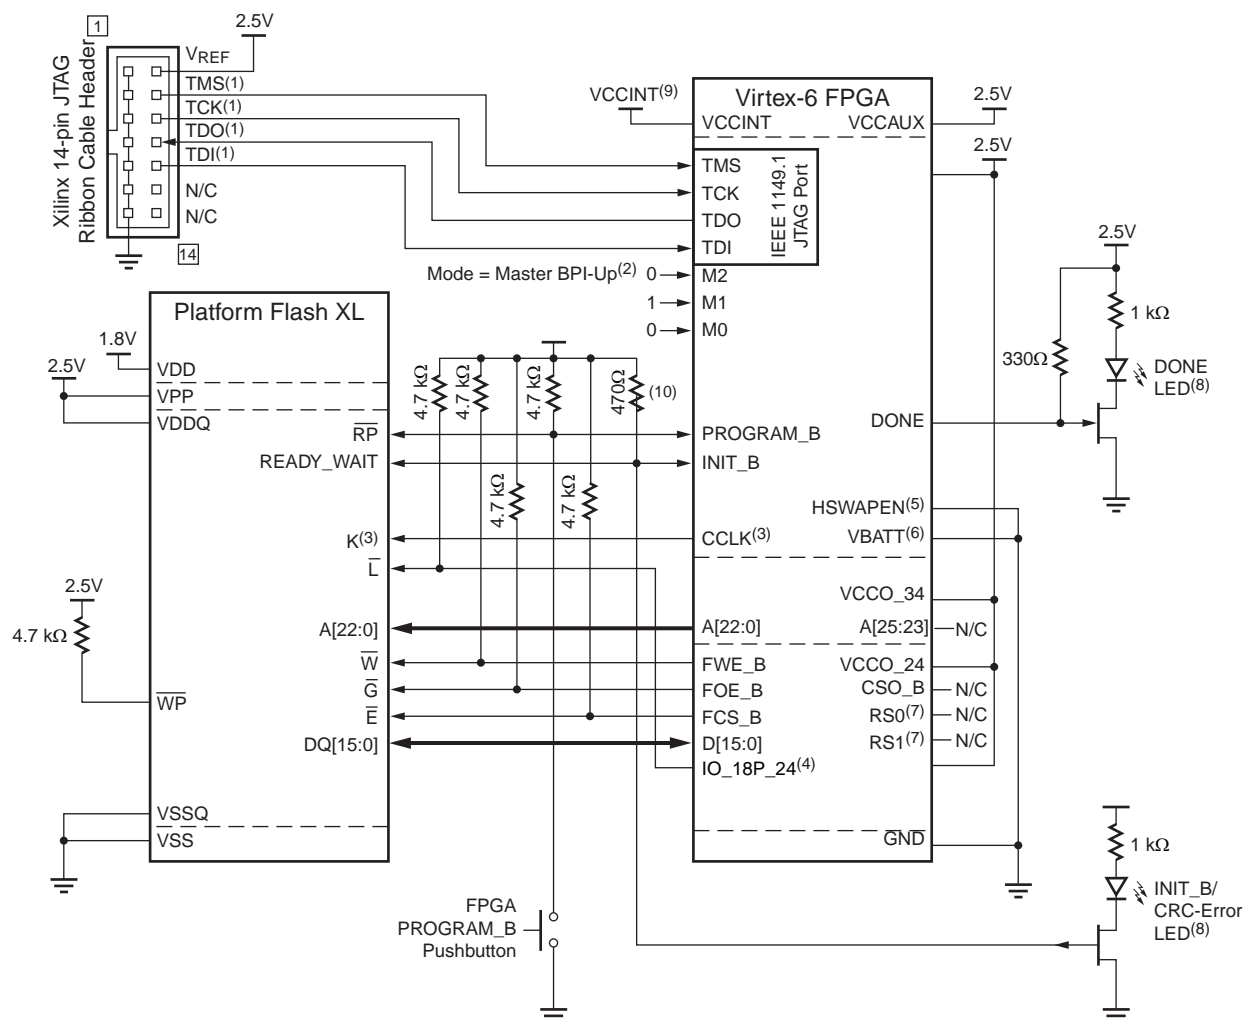 1
2.5V
VREF
TMS(1)
TCK(1)
TDO(1)
TDI(1)
N/C
N/C
14
Xilinx 14-pin JTAG
Ribbon Cable Header
VCCINT(9)
Virtex-6 FPGA
VCCINT
VCCAUX
2.5V
2.5V
TMS
TCK
TDO
TDI
IEEE 1149.1
JTAG Port
Mode = Master BPI-Up(2)
0
M2
1
M1
0
M0
2.5V
1 kΩ
330Ω
DONE
LED(8)
DONE
Platform Flash XL
1.8V
VDD
2.5V
VPP
VDDQ
4.7 kΩ
4.7 kΩ
4.7 kΩ
470Ω
(10)
4.7 kΩ
4.7 kΩ
RP
PROGRAM_B
READY_WAIT
INIT_B
HSWAPEN(5)
K(3)
CCLK(3)
VBATT(6)
L
2.5V
4.7 kΩ
VCCO_34
A[22:0]
A[22:0]
A[25:23]
N/C
W
FWE_B
VCCO_24
G
FOE_B
CSO_B
N/C
WP
E
FCS_B
RS0(7)
N/C
DQ[15:0]
D[15:0]
RS1(7)
N/C
IO_18P_24(4)
VSSQ
VSS
GND
1 kΩ
INIT_B/
CRC-Error
LED(8)
FPGA
PROGRAM_B
Pushbutton